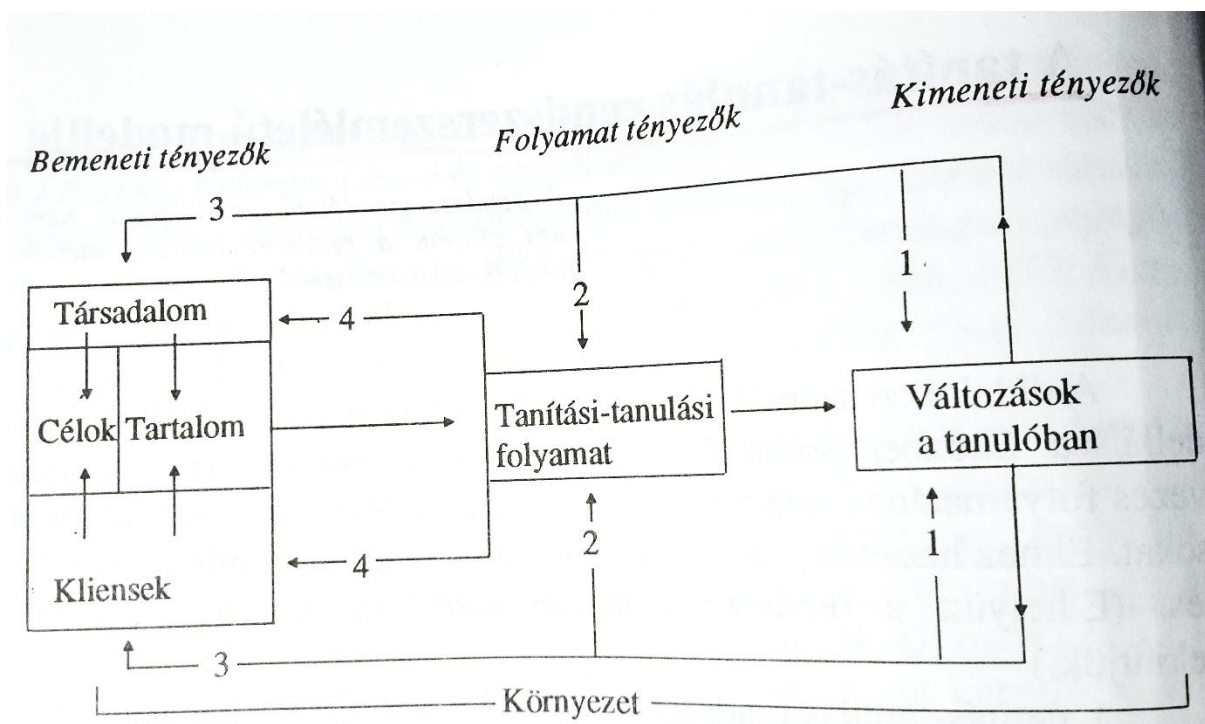 Bemeneti tényezők
Folyamat tényezők
Kimeneti tényezők
3
2
1
Társadalom
4
Célok
Tartalom
Tanítási-tanulási
folyamat
Változások
a tanulóban
Kliensek
4
2
1
3
Környezet